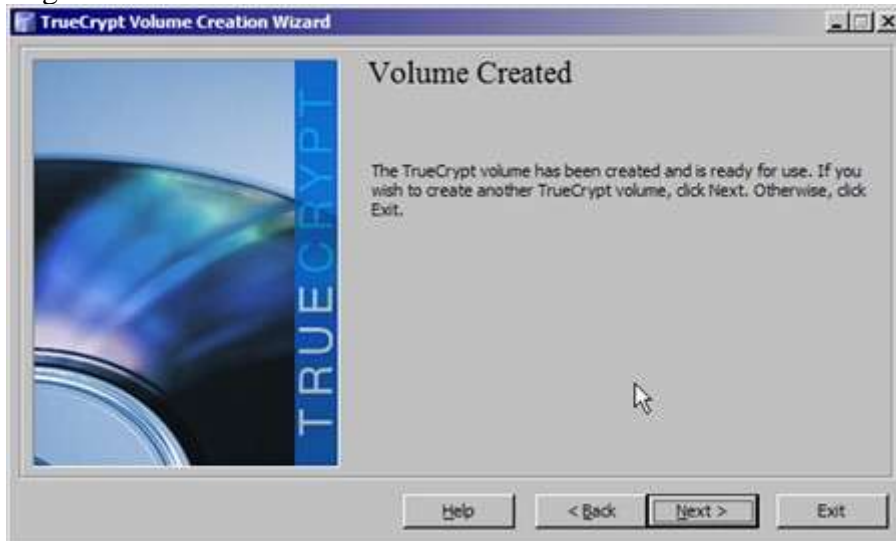 TrueCrypt Volume Creation Wizard
TRUECRYPT
Volume Created
The TrueCrypt volume has been created and is ready for use. If you
wish to create another TrueCrypt volume, click Next. Otherwise, click
Exit.
Help
< Back
Next >
Exit